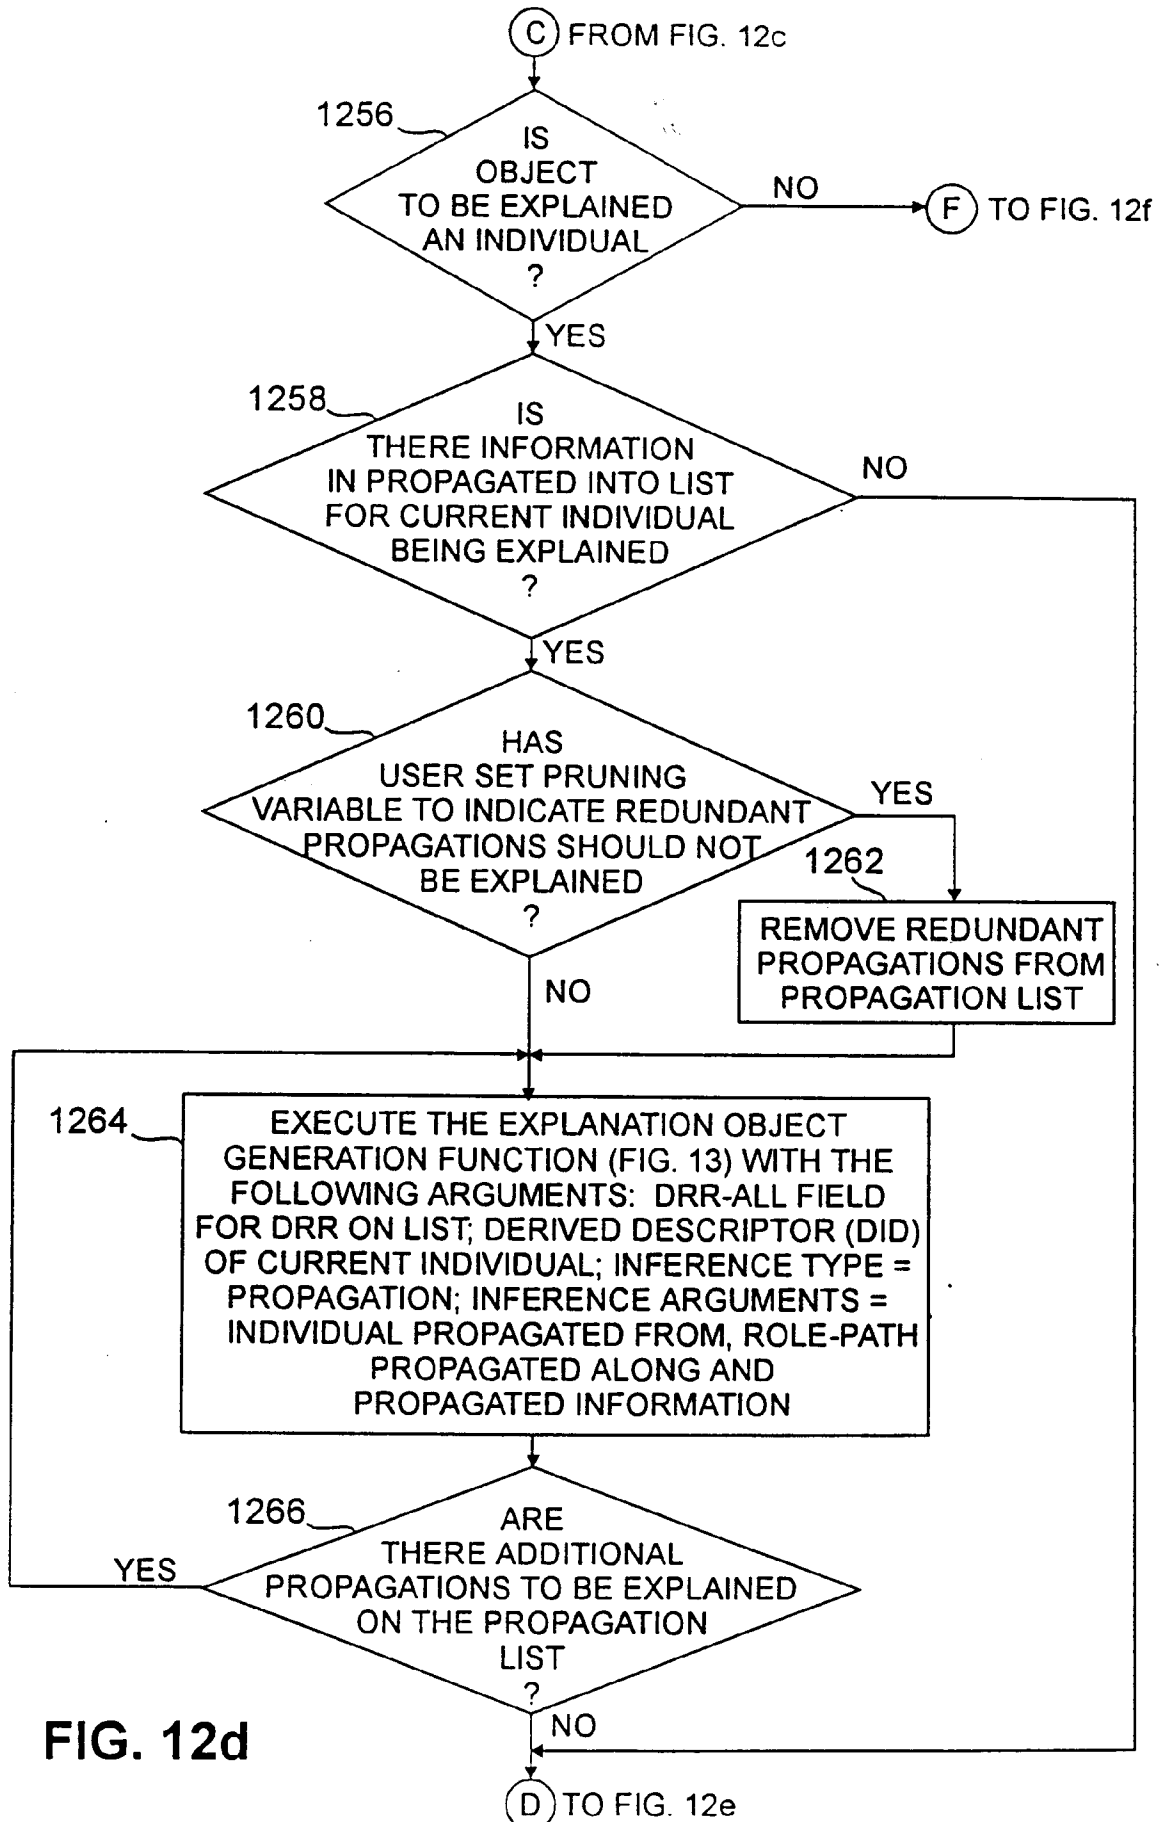 C FROM FIG. 12c
1256
IS
OBJECT
TO BE EXPLAINED
AN INDIVIDUAL
?
NO
F TO FIG. 12f
YES
1258
IS
THERE INFORMATION
IN PROPAGATED INTO LIST
FOR CURRENT INDIVIDUAL
BEING EXPLAINED
?
NO
YES
1260
HAS
USER SET PRUNING
VARIABLE TO INDICATE REDUNDANT
PROPAGATIONS SHOULD NOT
BE EXPLAINED
?
YES
1262
REMOVE REDUNDANT
PROPAGATIONS FROM
PROPAGATION LIST
NO
1264
EXECUTE THE EXPLANATION OBJECT
GENERATION FUNCTION (FIG. 13) WITH THE
FOLLOWING ARGUMENTS: DRR-ALL FIELD
FOR DRR ON LIST; DERIVED DESCRIPTOR (DID)
OF CURRENT INDIVIDUAL; INFERENCE TYPE =
PROPAGATION; INFERENCE ARGUMENTS =
INDIVIDUAL PROPAGATED FROM, ROLE-PATH
PROPAGATED ALONG AND
PROPAGATED INFORMATION
1266
ARE
THERE ADDITIONAL
PROPAGATIONS TO BE EXPLAINED
ON THE PROPAGATION
LIST
?
YES
NO
FIG. 12d
D TO FIG. 12e